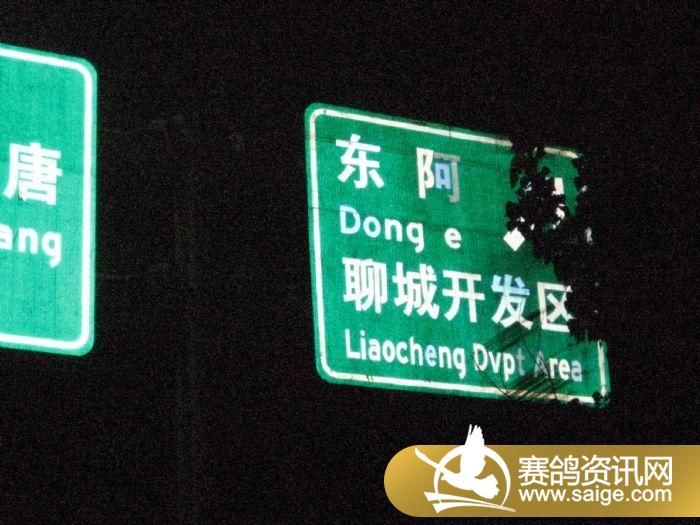 唐
ang
东阿
Dong e
聊城开发区
Liaocheng Dvpt Area
赛鸽资讯网
www.saige.com